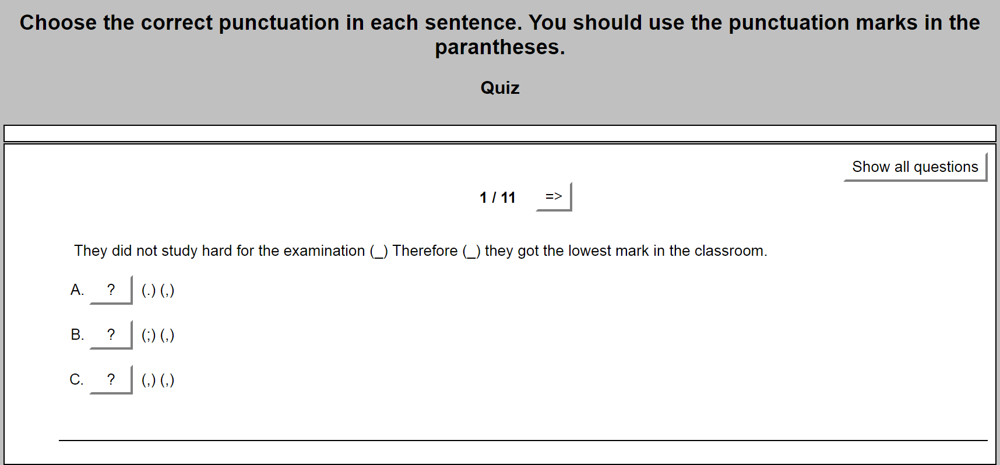 Choose the correct punctuation in each sentence. You should use the punctuation marks in the
parantheses.
Quiz
Show all questions
1 / 11 =>
They did not study hard for the examination (_) Therefore (_) they got the lowest mark in the classroom.
A. ? (.) (,)
B. ? (;) (,)
C. ? (,) (,)